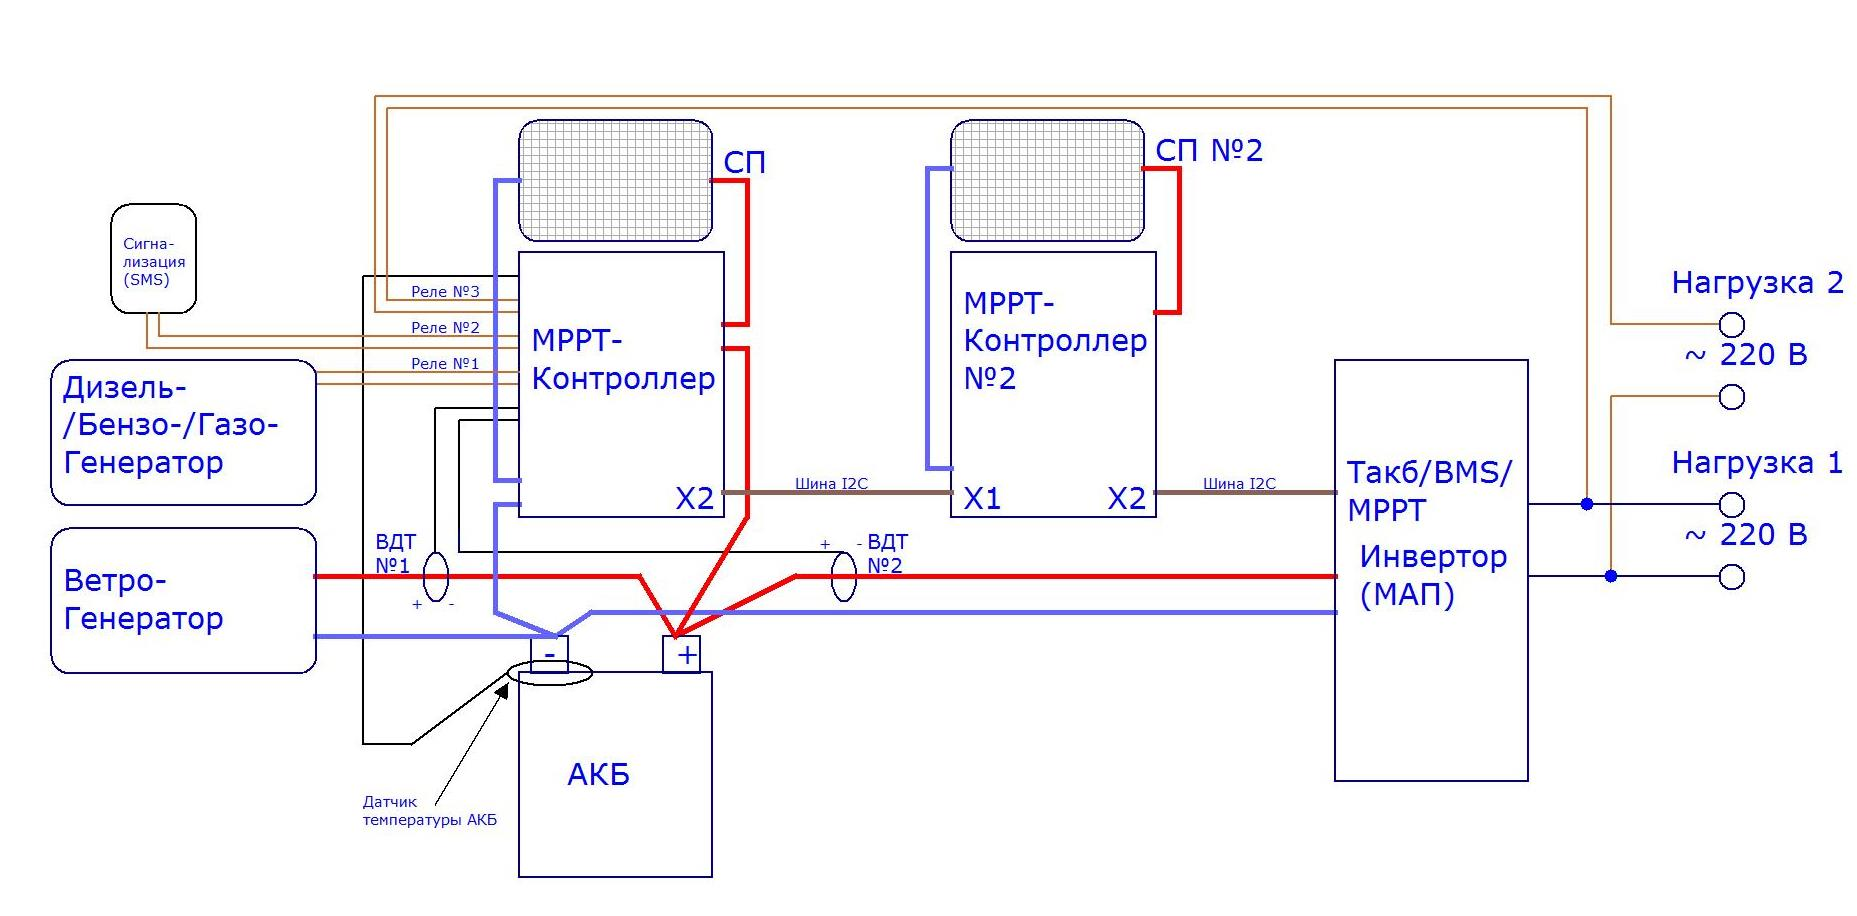 СП
СП №2
Сигна-
лизация
(SMS)
Реле №3
Реле №2
Реле №1
МРРТ-
Контроллер
X2
МРРТ-
Контроллер
№2
X1
X2
Шина I2C
Шина I2C
Нагрузка 2
~ 220 В
Нагрузка 1
~ 220 В
Дизель-
/Бензо-/Газо-
Генератор
Такб/BMS/
МРРТ
Инвертор
(МАП)
ВДТ
№1
+ -
+ -
ВДТ
№2
Ветро-
Генератор
-
+
АКБ
Датчик
температуры АКБ